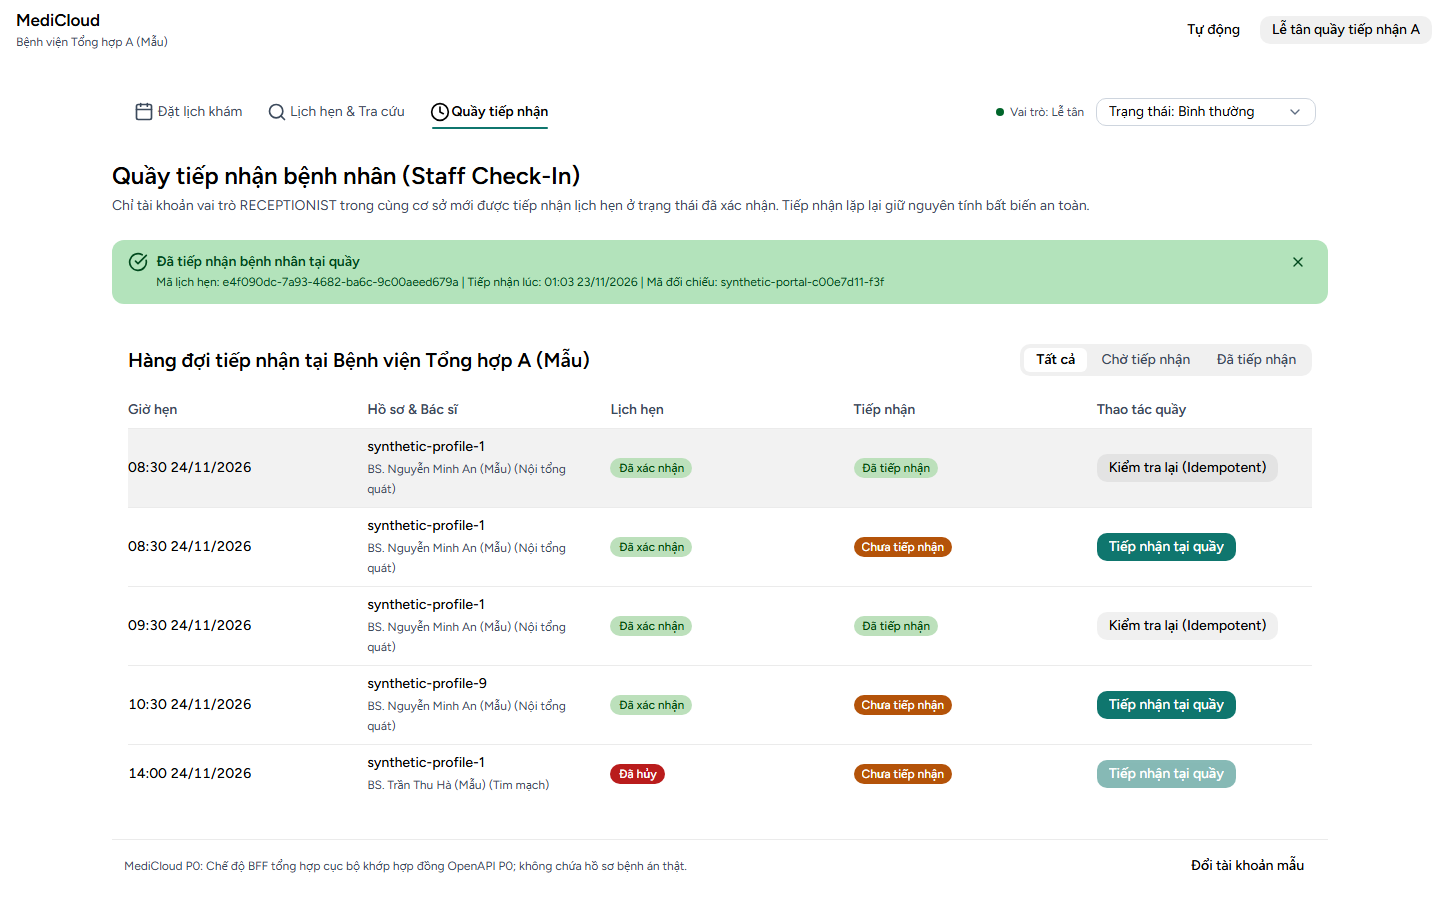 MediCloud
Bệnh viện Tổng hợp A (Mẫu)
Tự động
Lễ tân quầy tiếp nhận A
Đặt lịch khám
Lịch hẹn & Tra cứu
Quầy tiếp nhận
Vai trò: Lễ tân
Trạng thái: Bình thường
Quầy tiếp nhận bệnh nhân (Staff Check-In)
Chỉ tài khoản vai trò RECEPTIONIST trong cùng cơ sở mới được tiếp nhận lịch hẹn ở trạng thái đã xác nhận. Tiếp nhận lặp lại giữ nguyên tính bất biến an toàn.
Đã tiếp nhận bệnh nhân tại quầy
Mã lịch hẹn: e4f090dc-7a93-4682-ba6c-9c00aeed679a | Tiếp nhận lúc: 01:03 23/11/2026 | Mã đối chiếu: synthetic-portal-c00e7d11-f3f
Hàng đợi tiếp nhận tại Bệnh viện Tổng hợp A (Mẫu)
Tất cả
Chờ tiếp nhận
Đã tiếp nhận
Giờ hẹn
Hồ sơ & Bác sĩ
Lịch hẹn
Tiếp nhận
Thao tác quầy
08:30 24/11/2026
synthetic-profile-1
BS. Nguyễn Minh An (Mẫu) (Nội tổng
quát)
Đã xác nhận
Đã tiếp nhận
Kiểm tra lại (Idempotent)
08:30 24/11/2026
synthetic-profile-1
BS. Nguyễn Minh An (Mẫu) (Nội tổng
quát)
Đã xác nhận
Chưa tiếp nhận
Tiếp nhận tại quầy
09:30 24/11/2026
synthetic-profile-1
BS. Nguyễn Minh An (Mẫu) (Nội tổng
quát)
Đã xác nhận
Đã tiếp nhận
Kiểm tra lại (Idempotent)
10:30 24/11/2026
synthetic-profile-9
BS. Nguyễn Minh An (Mẫu) (Nội tổng
quát)
Đã xác nhận
Chưa tiếp nhận
Tiếp nhận tại quầy
14:00 24/11/2026
synthetic-profile-1
BS. Trần Thu Hà (Mẫu) (Tim mạch)
Đã hủy
Chưa tiếp nhận
Tiếp nhận tại quầy
MediCloud P0: Chế độ BFF tổng hợp cục bộ khớp hợp đồng OpenAPI P0; không chứa hồ sơ bệnh án thật.
Đổi tài khoản mẫu